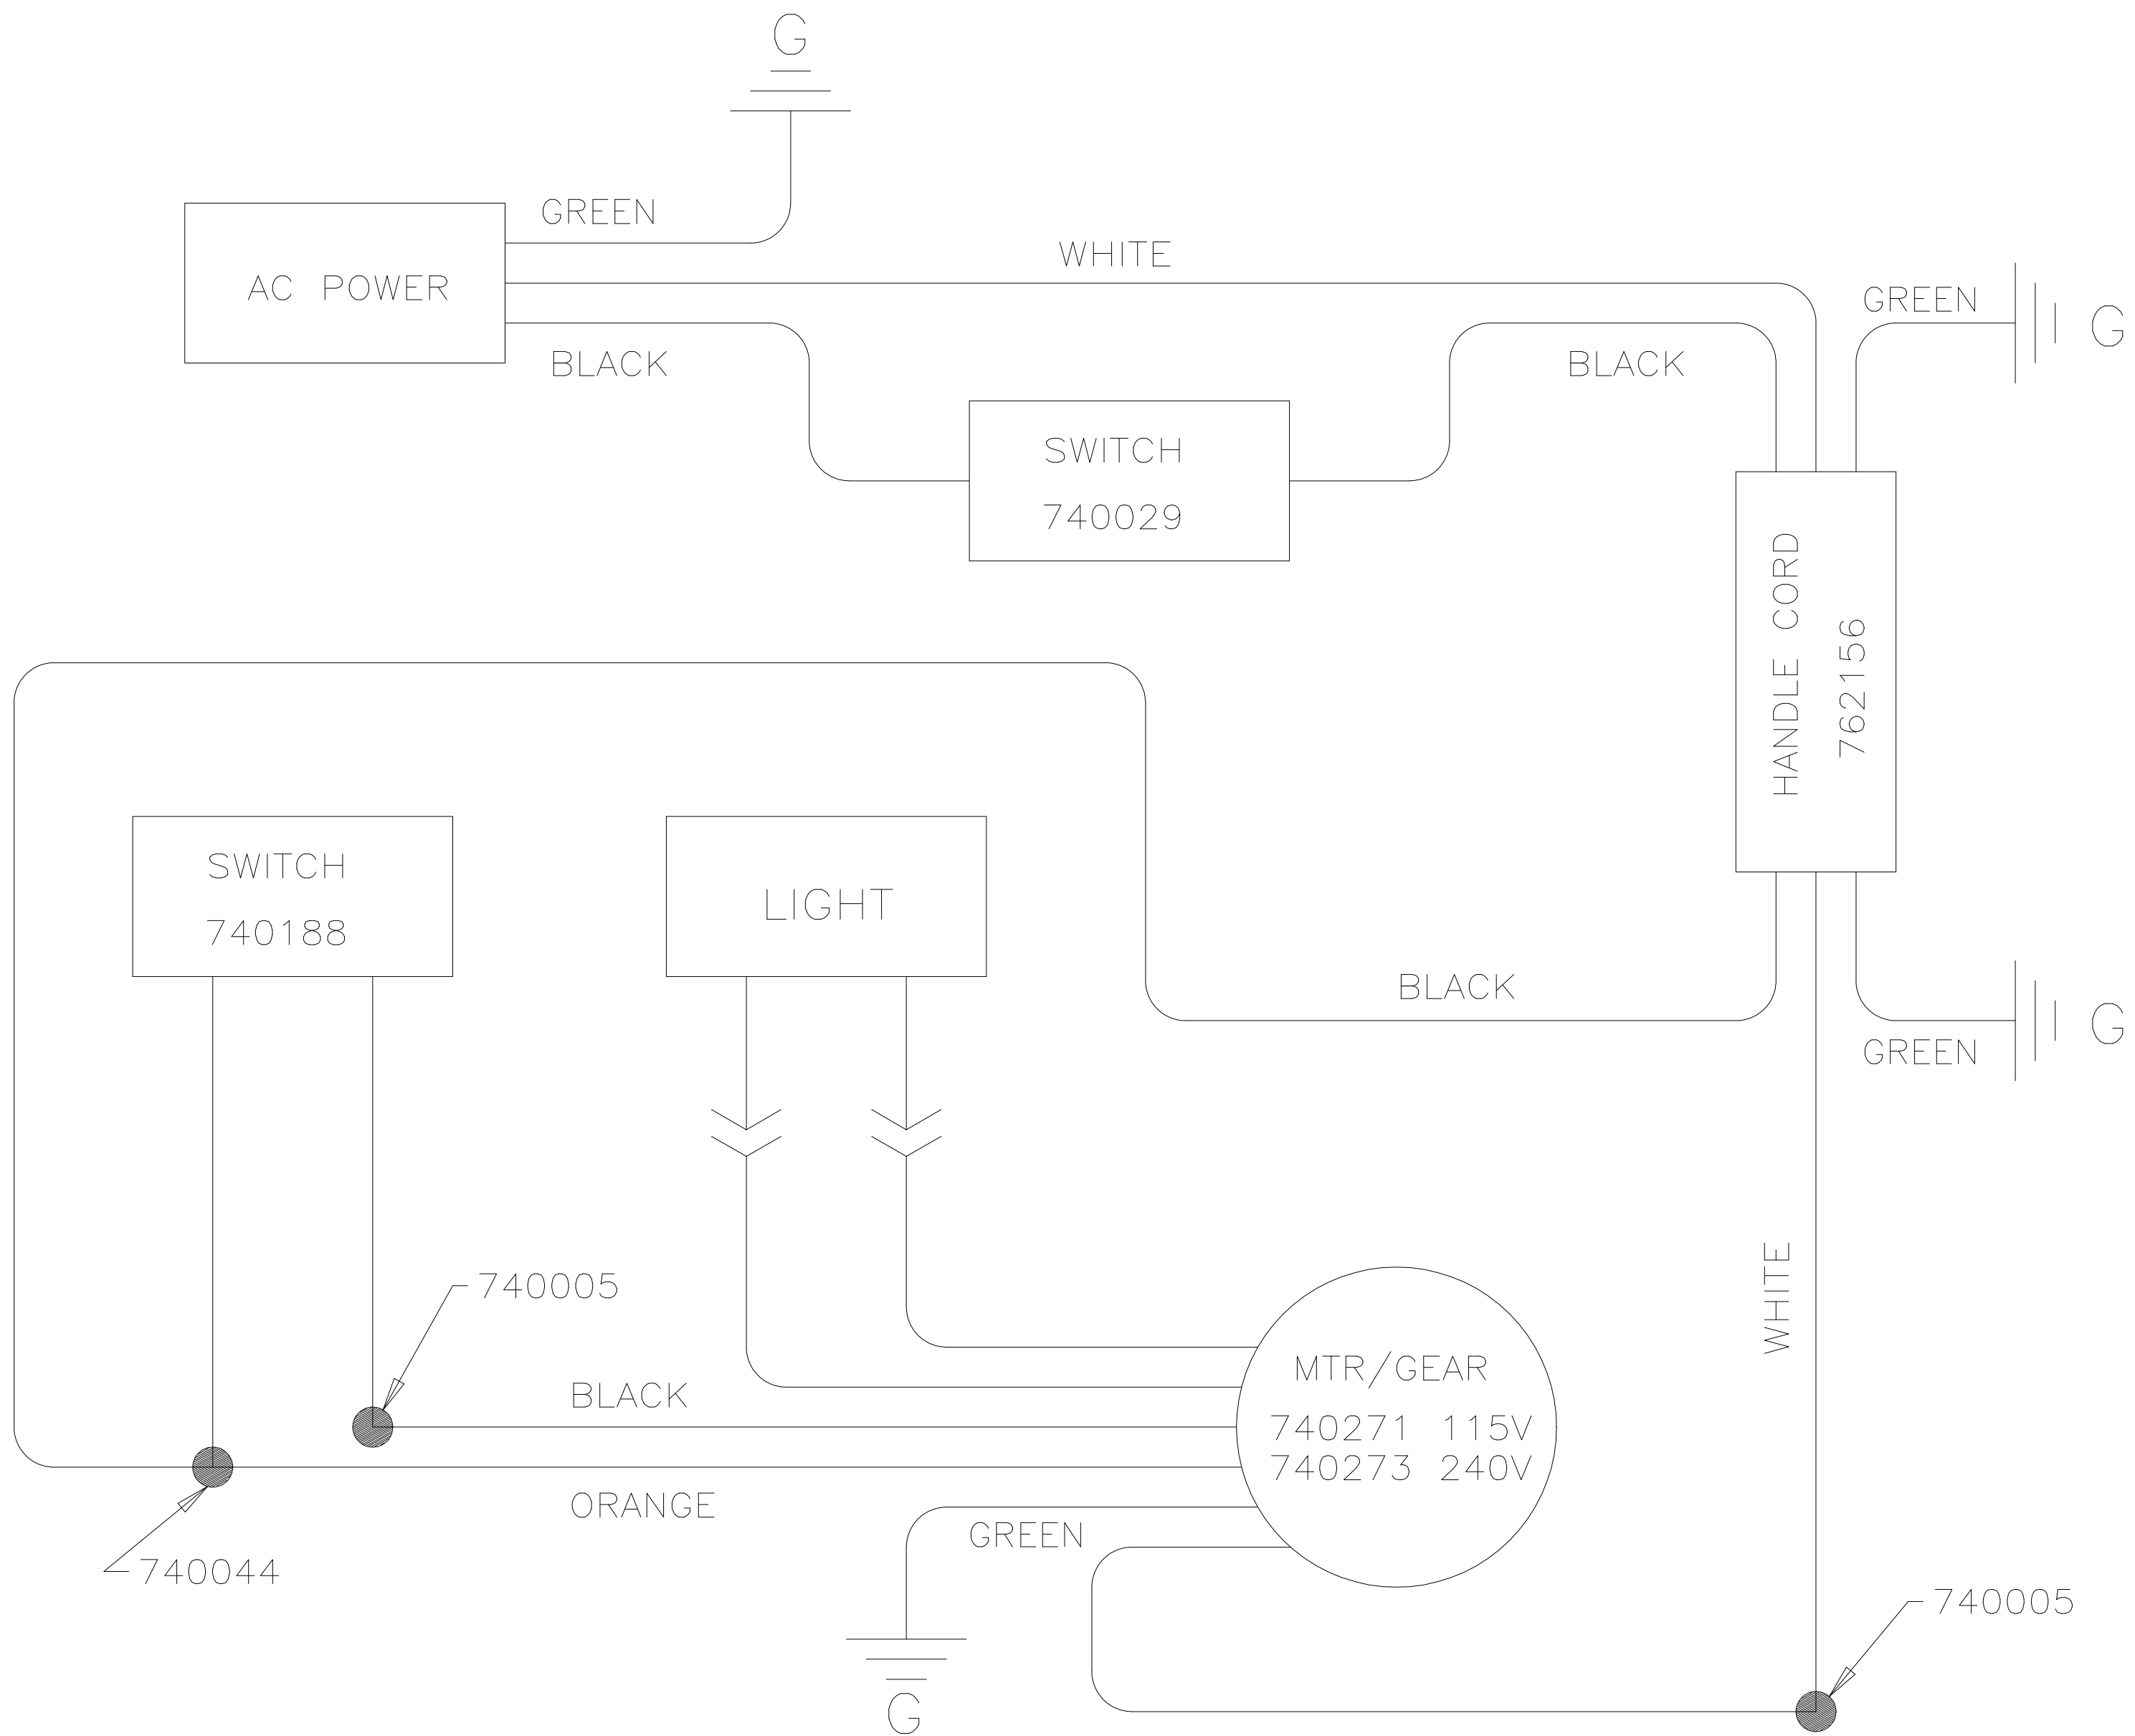 G
GREEN
WHITE
AC POWER
GREEN
G
BLACK
BLACK
SWITCH
740029
HANDLE CORD
762156
SWITCH
740188
LIGHT
BLACK
G
GREEN
WHITE
740005
BLACK
MTR/GEAR
740271 115V
740273 240V
ORANGE
GREEN
740044
740005
G